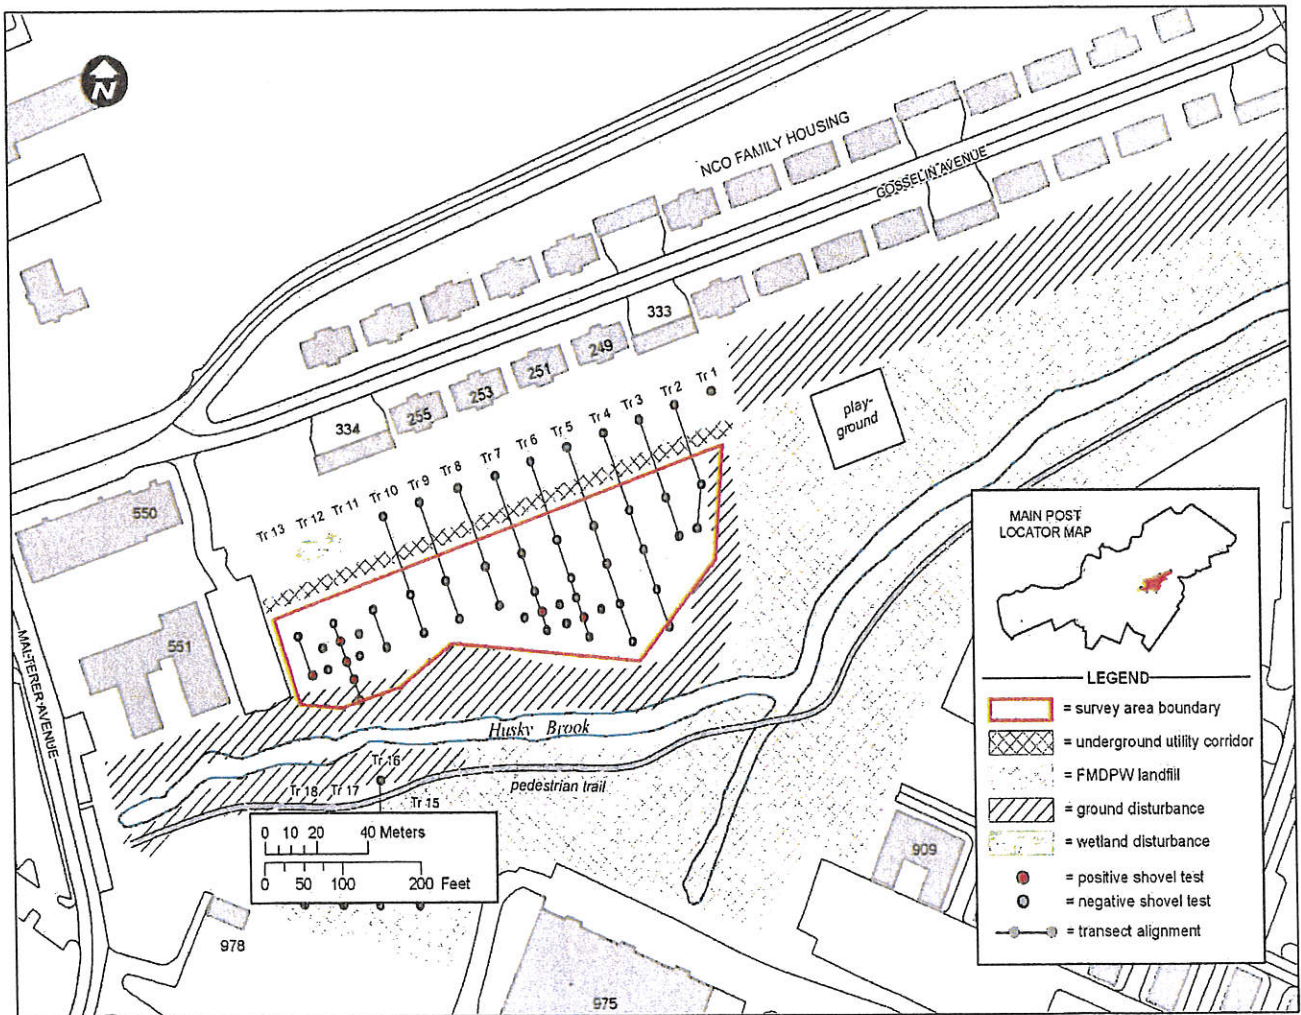 N
NCO FAMILY HOUSING
GOSSELIN AVENUE
333
249
251
253
255
334
play-
ground
Tr 1
Tr 2
Tr 3
Tr 4
Tr 5
Tr 6
Tr 7
Tr 8
Tr 9
Tr 10
Tr 11
Tr 12
Tr 13
550
551
MALTERER AVENUE
Husky Brook
pedestrian trail
Tr 16
Tr 18
Tr 17
Tr 15
0 10 20 40 Meters
0 50 100 200 Feet
978
975
909
MAIN POST
LOCATOR MAP
LEGEND
= survey area boundary
= underground utility corridor
= FMDPW landfill
= ground disturbance
= wetland disturbance
= positive shovel test
= negative shovel test
= transect alignment